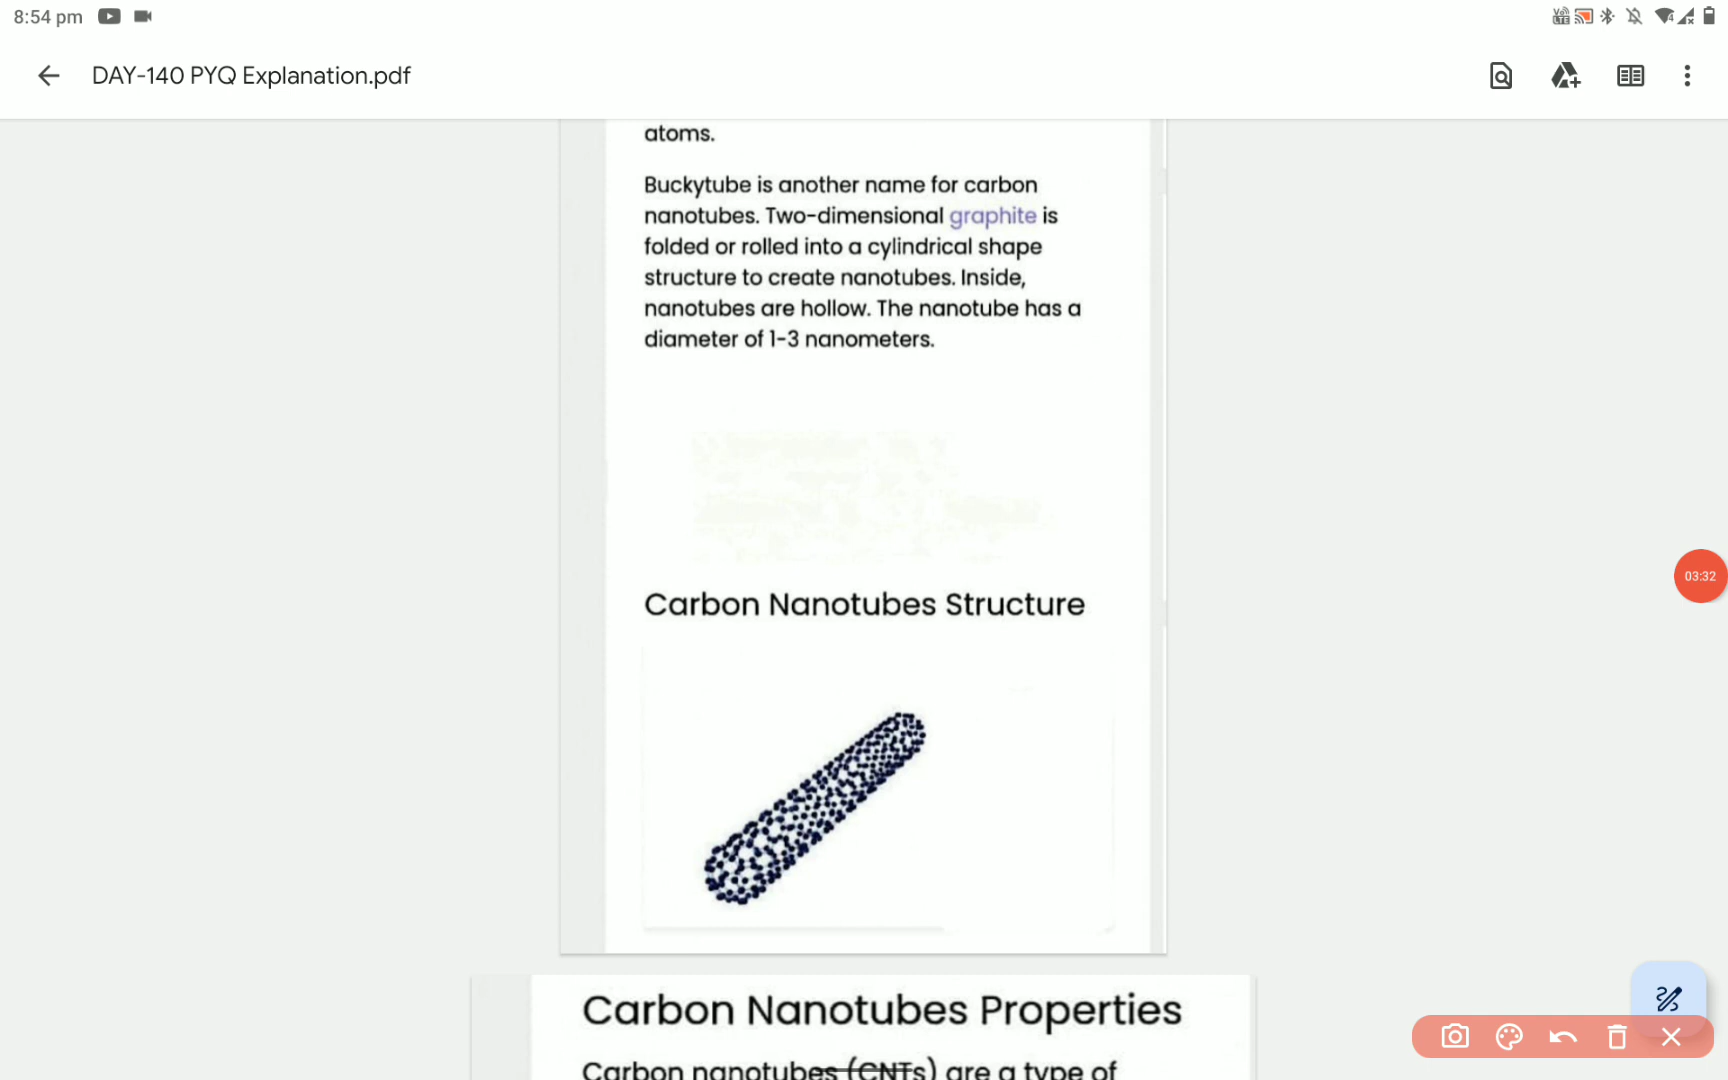 8:54 pm
DAY-140 PYQ Explanation.pdf
atoms.
Buckytube is another name for carbon
nanotubes. Two-dimensional graphite is
folded or rolled into a cylindrical shape
structure to create nanotubes. Inside,
nanotubes are hollow. The nanotube has a
diameter of 1-3 nanometers.
Carbon Nanotubes Structure
03:32
Carbon Nanotubes Properties
Carbon nanotubes (CNTs) are a type of